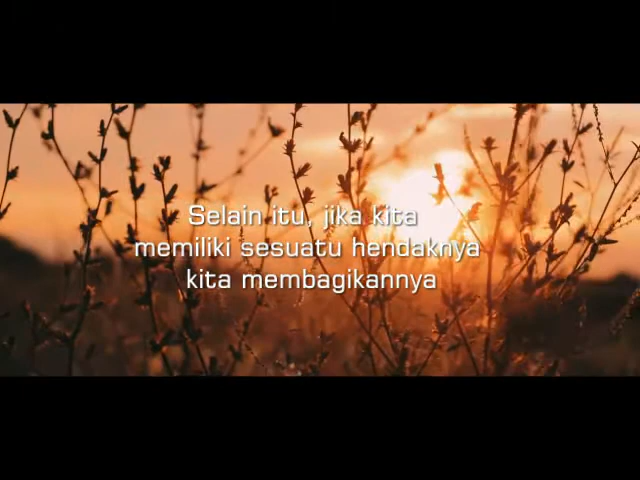 Selain itu, jika kita
memiliki sesuatu hendaknya
kita membagikannya